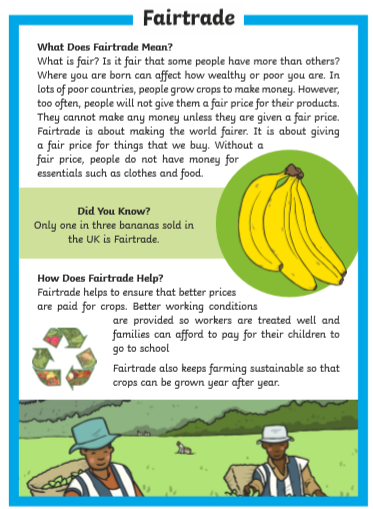 Fairtrade
What Does Fairtrade Mean?
What is fair? Is it fair that some people have more than others?
Where you are born can affect how wealthy or poor you are. In
lots of poor countries, people grow crops to make money. However,
too often, people will not give them a fair price for their products.
They cannot make any money unless they are given a fair price.
Fairtrade is about making the world fairer. It is about giving
a fair price for things that we buy. Without a
fair price, people do not have money for
essentials such as clothes and food.
Did You Know?
Only one in three bananas sold in
the UK is Fairtrade.
How Does Fairtrade Help?
Fairtrade helps to ensure that better prices
are paid for crops. Better working conditions
are provided so workers are treated well and
families can afford to pay for their children to
go to school
Fairtrade also keeps farming sustainable so that
crops can be grown year after year.